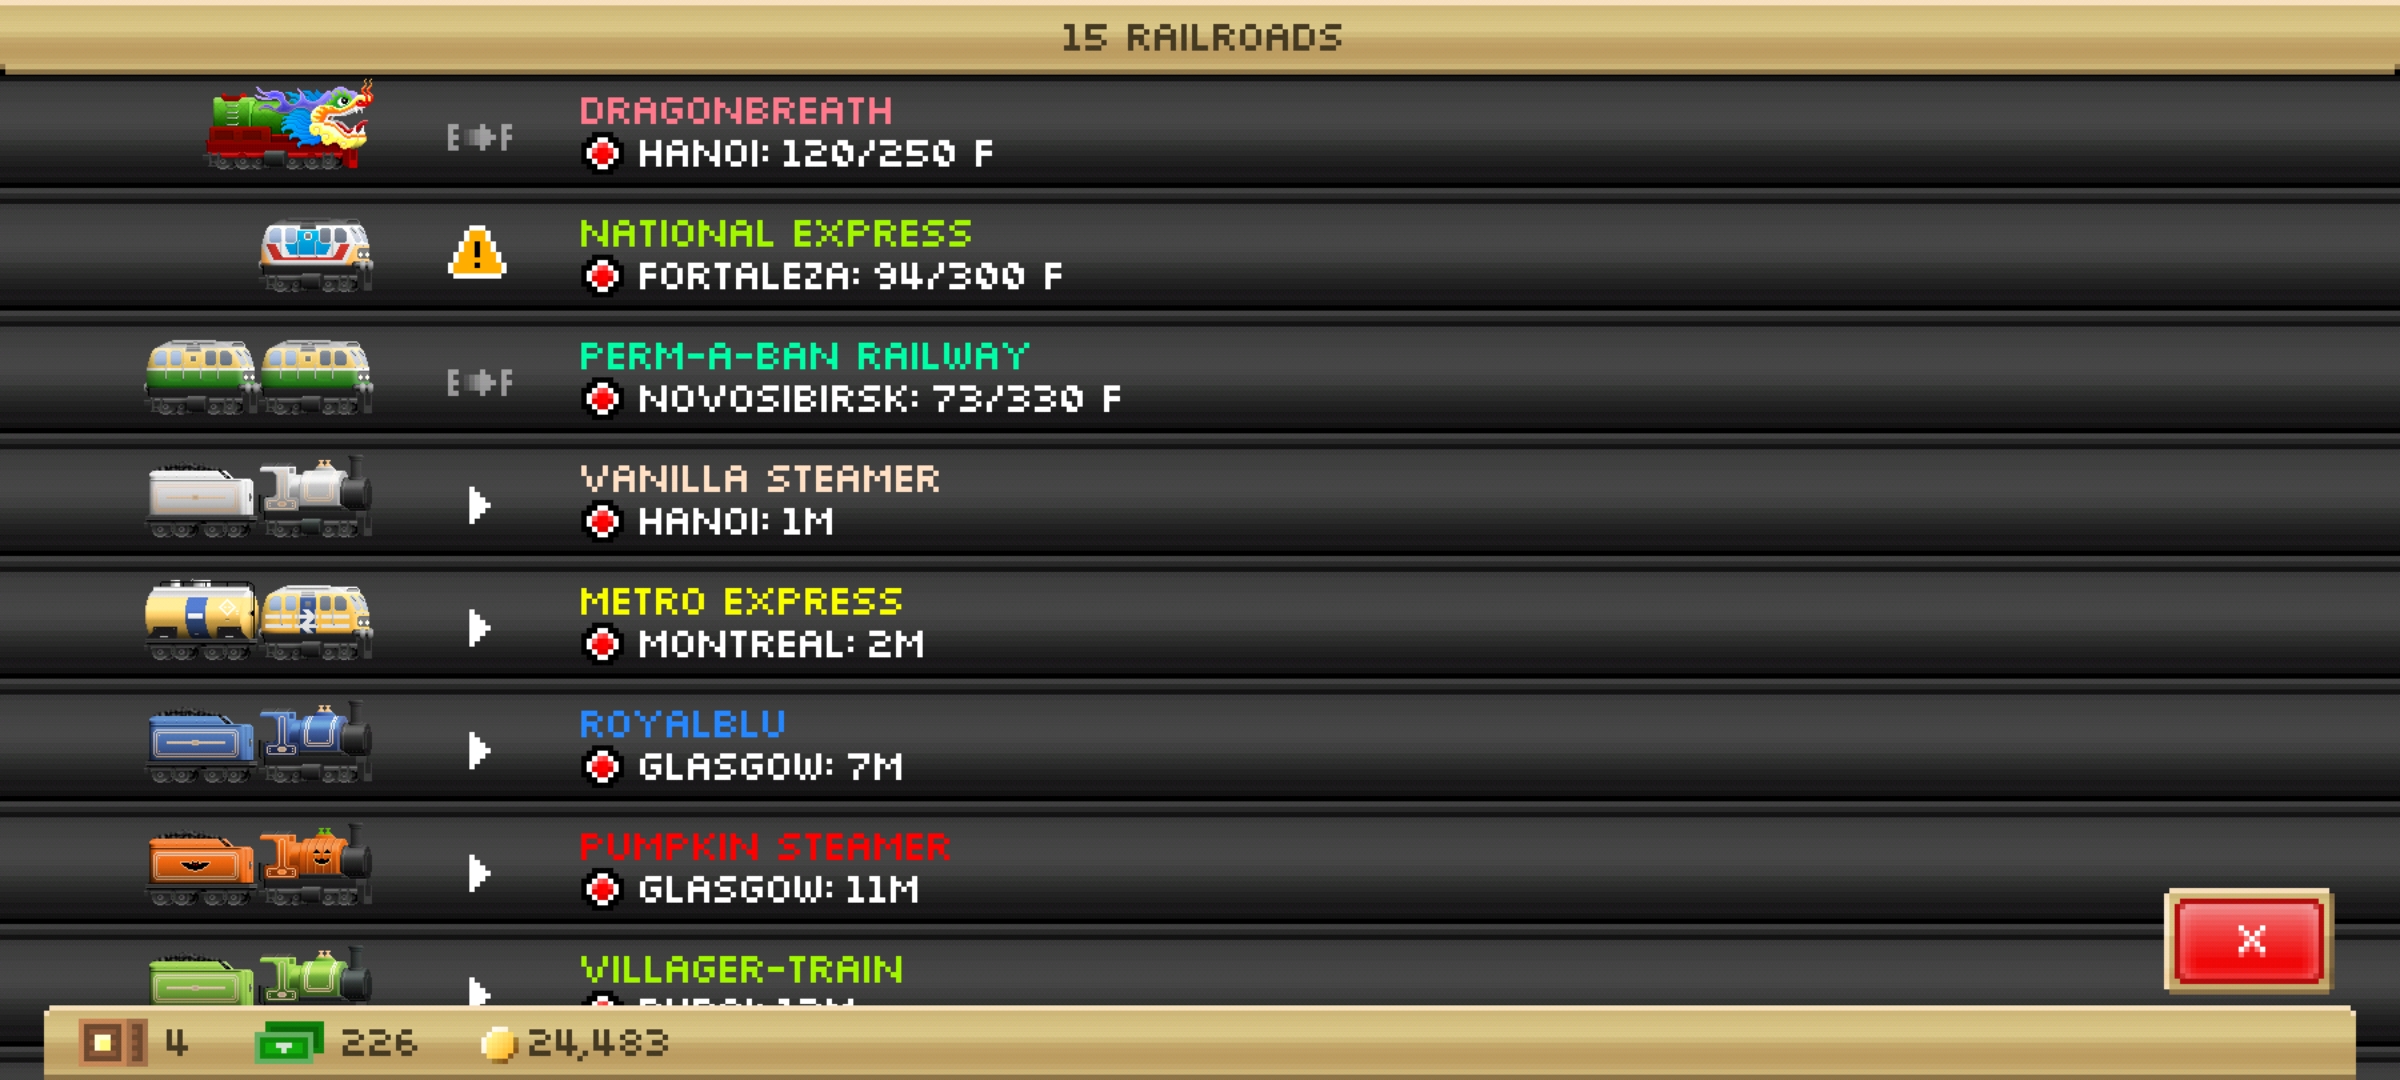 15 RAILROADS
DRAGONBREATH
E F
HANOI: 120/250 F
NATIONAL EXPRESS
!
FORTALEZA: 94/300 F
PERM-A-BAN RAILWAY
E F
NOVOSIBIRSK: 73/330 F
VANILLA STEAMER
HANOI: 1M
METRO EXPRESS
MONTREAL: 2M
ROYALBLU
GLASGOW: 7M
PUMPKIN STEAMER
GLASGOW: 11M
VILLAGER-TRAIN
X
4 226 24,483